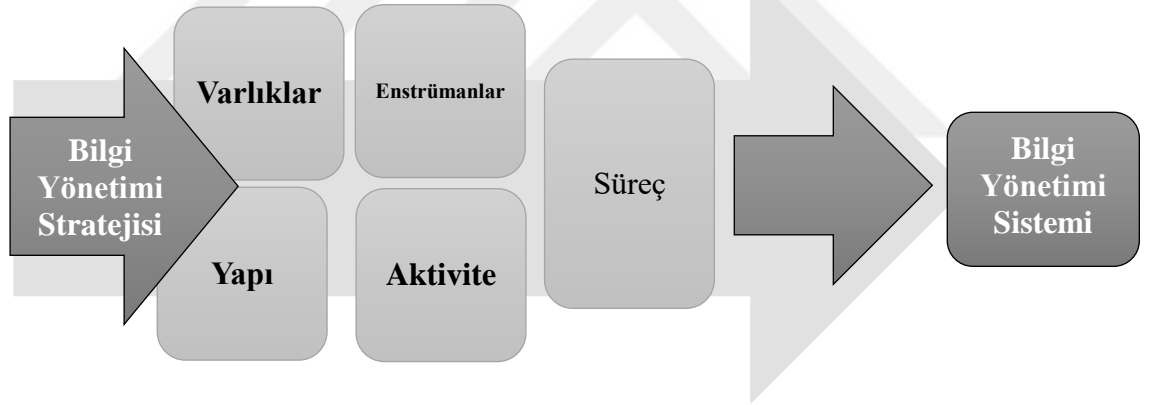 Bilgi
Yönetimi
Stratejisi
Varlıklar
Enstrümanlar
Yapı
Aktivite
Süreç
Bilgi
Yönetimi
Sistemi